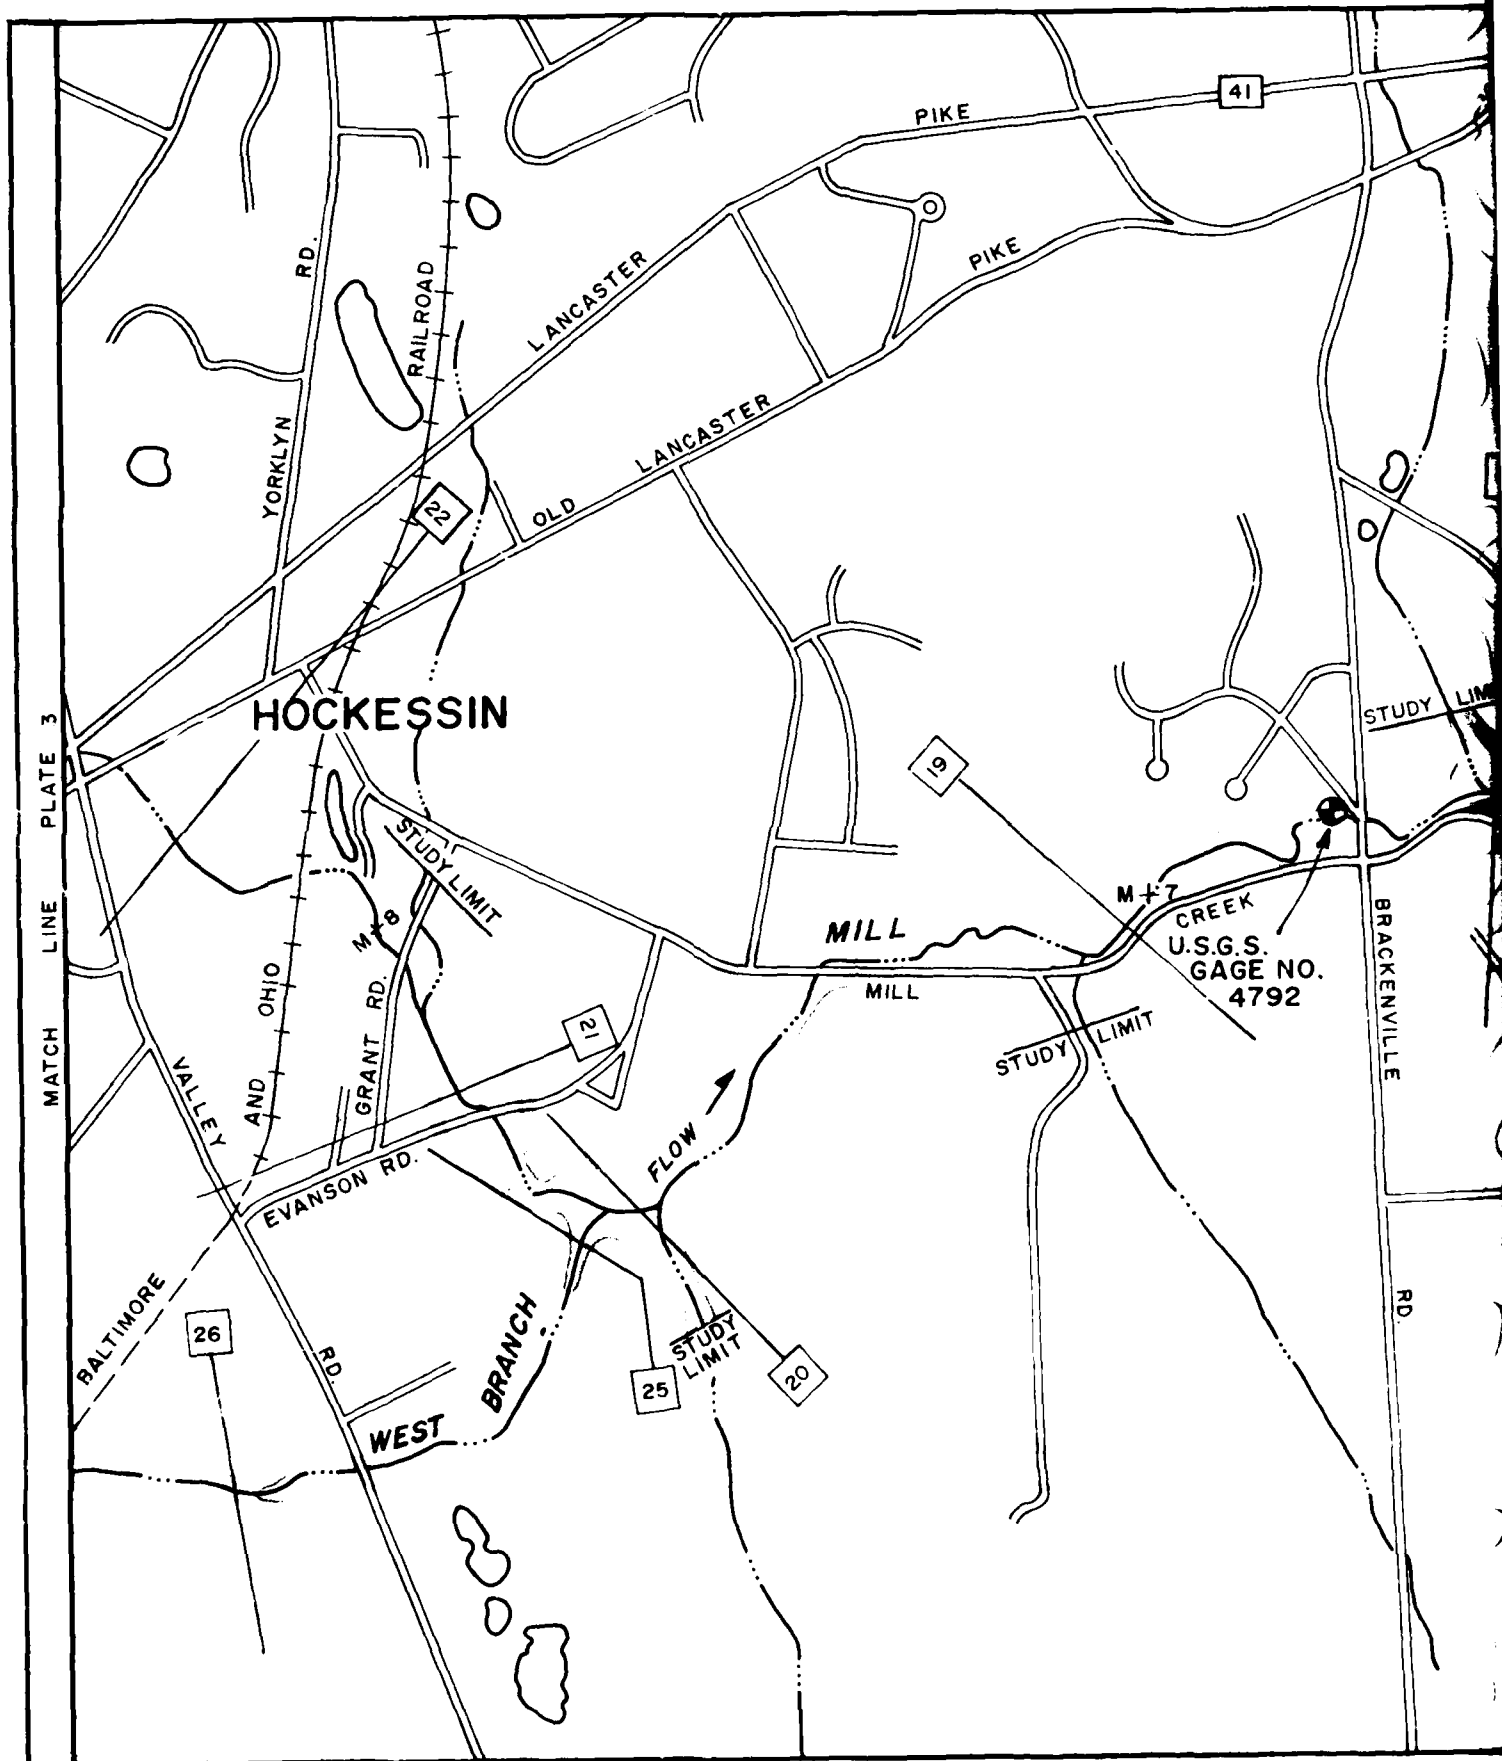 41
PIKE
RD.
RAILROAD
LANCASTER
PIKE
YORKLYN
LANCASTER
22
OLD
HOCKESSIN
MATCH LINE PLATE 3
STUDY
19
STUDY LIMIT
M+7
M+8
CREEK
MILL
U.S.G.S.
GAGE NO.
4792
BRACKENVILLE
MILL
OHIO
RD.
21
STUDY LIMIT
VALLEY
AND
GRANT
FLOW
EVANSON RD.
BALTIMORE
26
RD.
BRANCH
STUDY
LIMIT
RD.
25
20
WEST